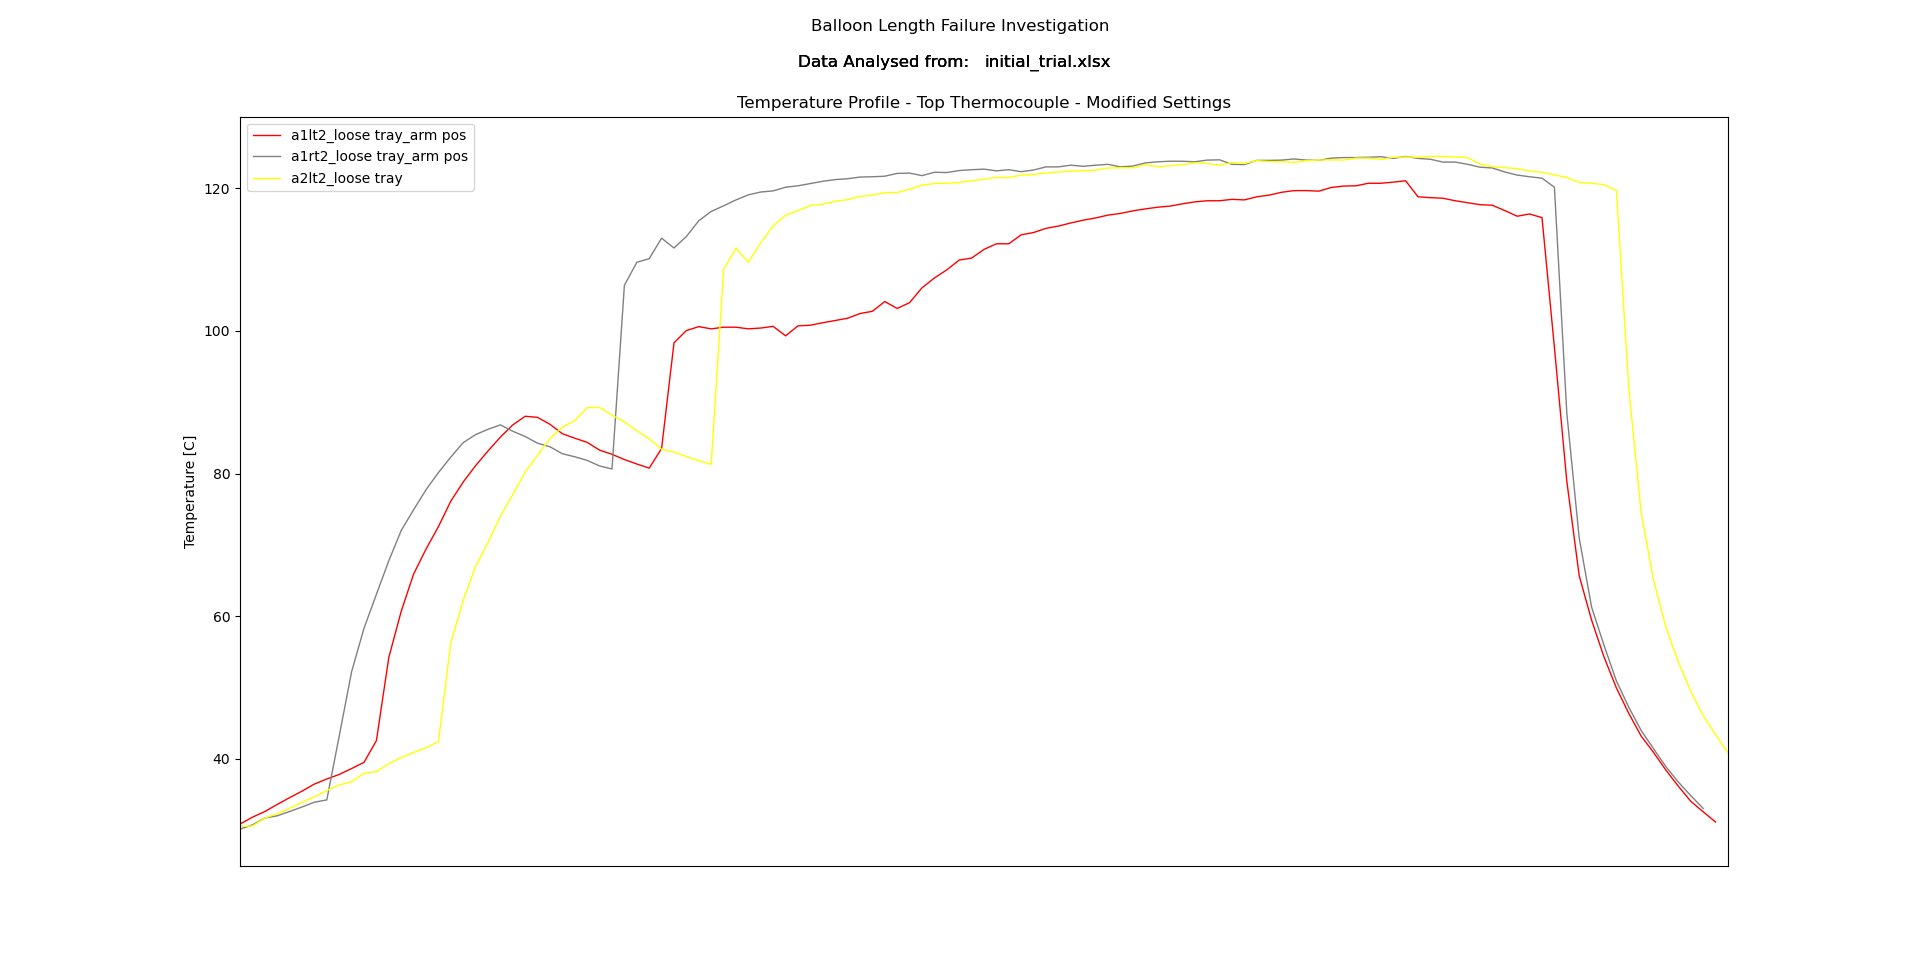 Balloon Length Failure Investigation
Data Analysed from:   initial_trial.xlsx
Temperature Profile - Top Thermocouple - Modified Settings
a1lt2_loose tray_arm pos
a1rt2_loose tray_arm pos
a2lt2_loose tray
120
100
80
60
40
Temperature [C]